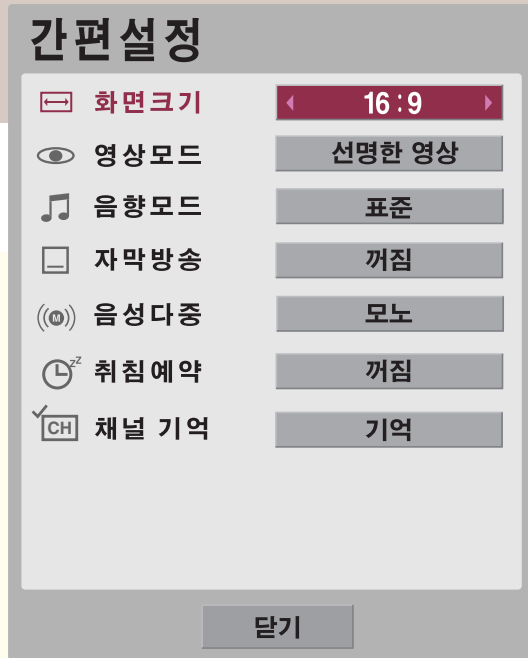 간편설정
화면크기 16:9
영상모드 선명한 영상
음향모드 표준
자막방송 꺼짐
M 음성다중 모노
zz 취침예약 꺼짐
CH 채널 기억 기억
닫기